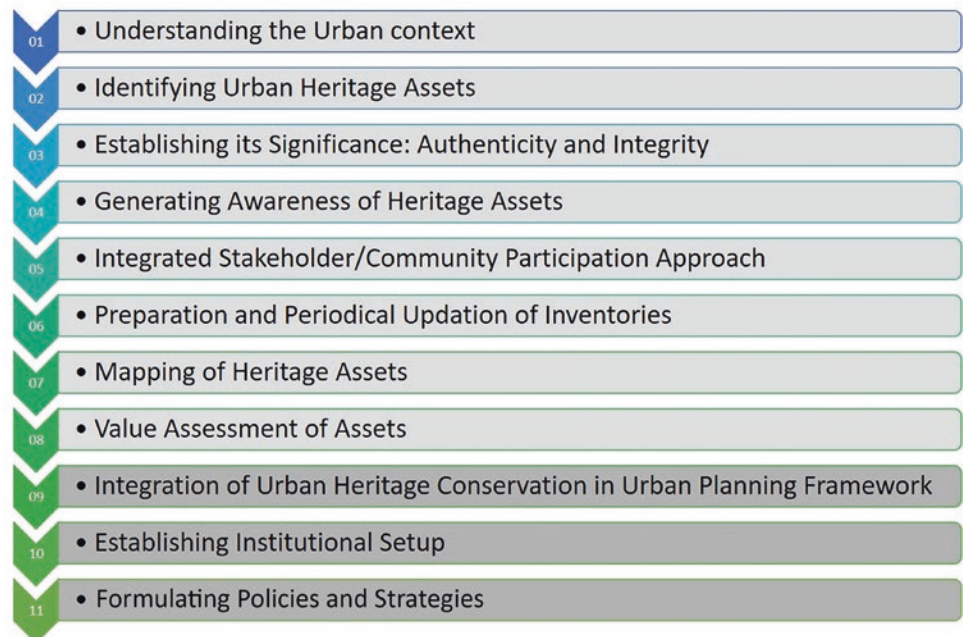 01 • Understanding the Urban context
02 • Identifying Urban Heritage Assets
03 • Establishing its Significance: Authenticity and Integrity
04 • Generating Awareness of Heritage Assets
05 • Integrated Stakeholder/Community Participation Approach
06 • Preparation and Periodical Updation of Inventories
07 • Mapping of Heritage Assets
08 • Value Assessment of Assets
09 • Integration of Urban Heritage Conservation in Urban Planning Framework
10 • Establishing Institutional Setup
11 • Formulating Policies and Strategies